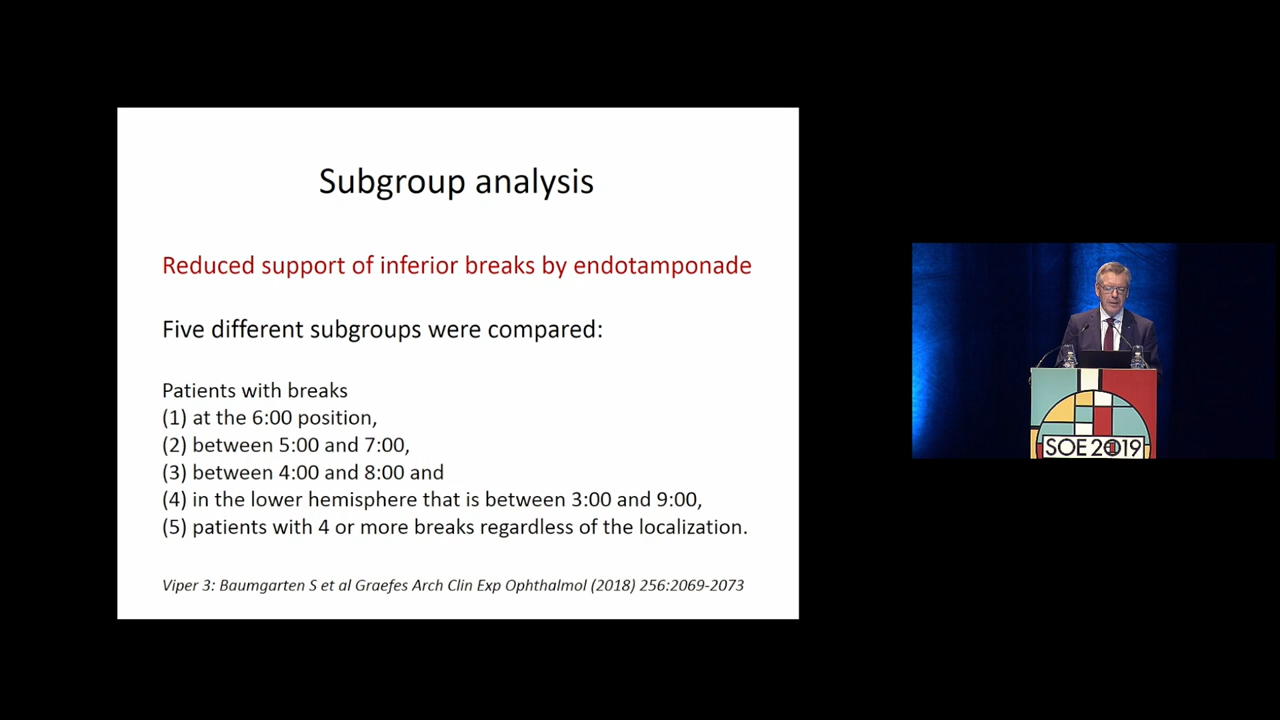 Subgroup analysis
Reduced support of inferior breaks by endotamponade
Five different subgroups were compared:
Patients with breaks
(1) at the 6:00 position,
(2) between 5:00 and 7:00,
(3) between 4:00 and 8:00 and
(4) in the lower hemisphere that is between 3:00 and 9:00,
(5) patients with 4 or more breaks regardless of the localization.
Viper 3: Baumgarten S et al Graefes Arch Clin Exp Ophthalmol (2018) 256:2069-2073
SOE 2019